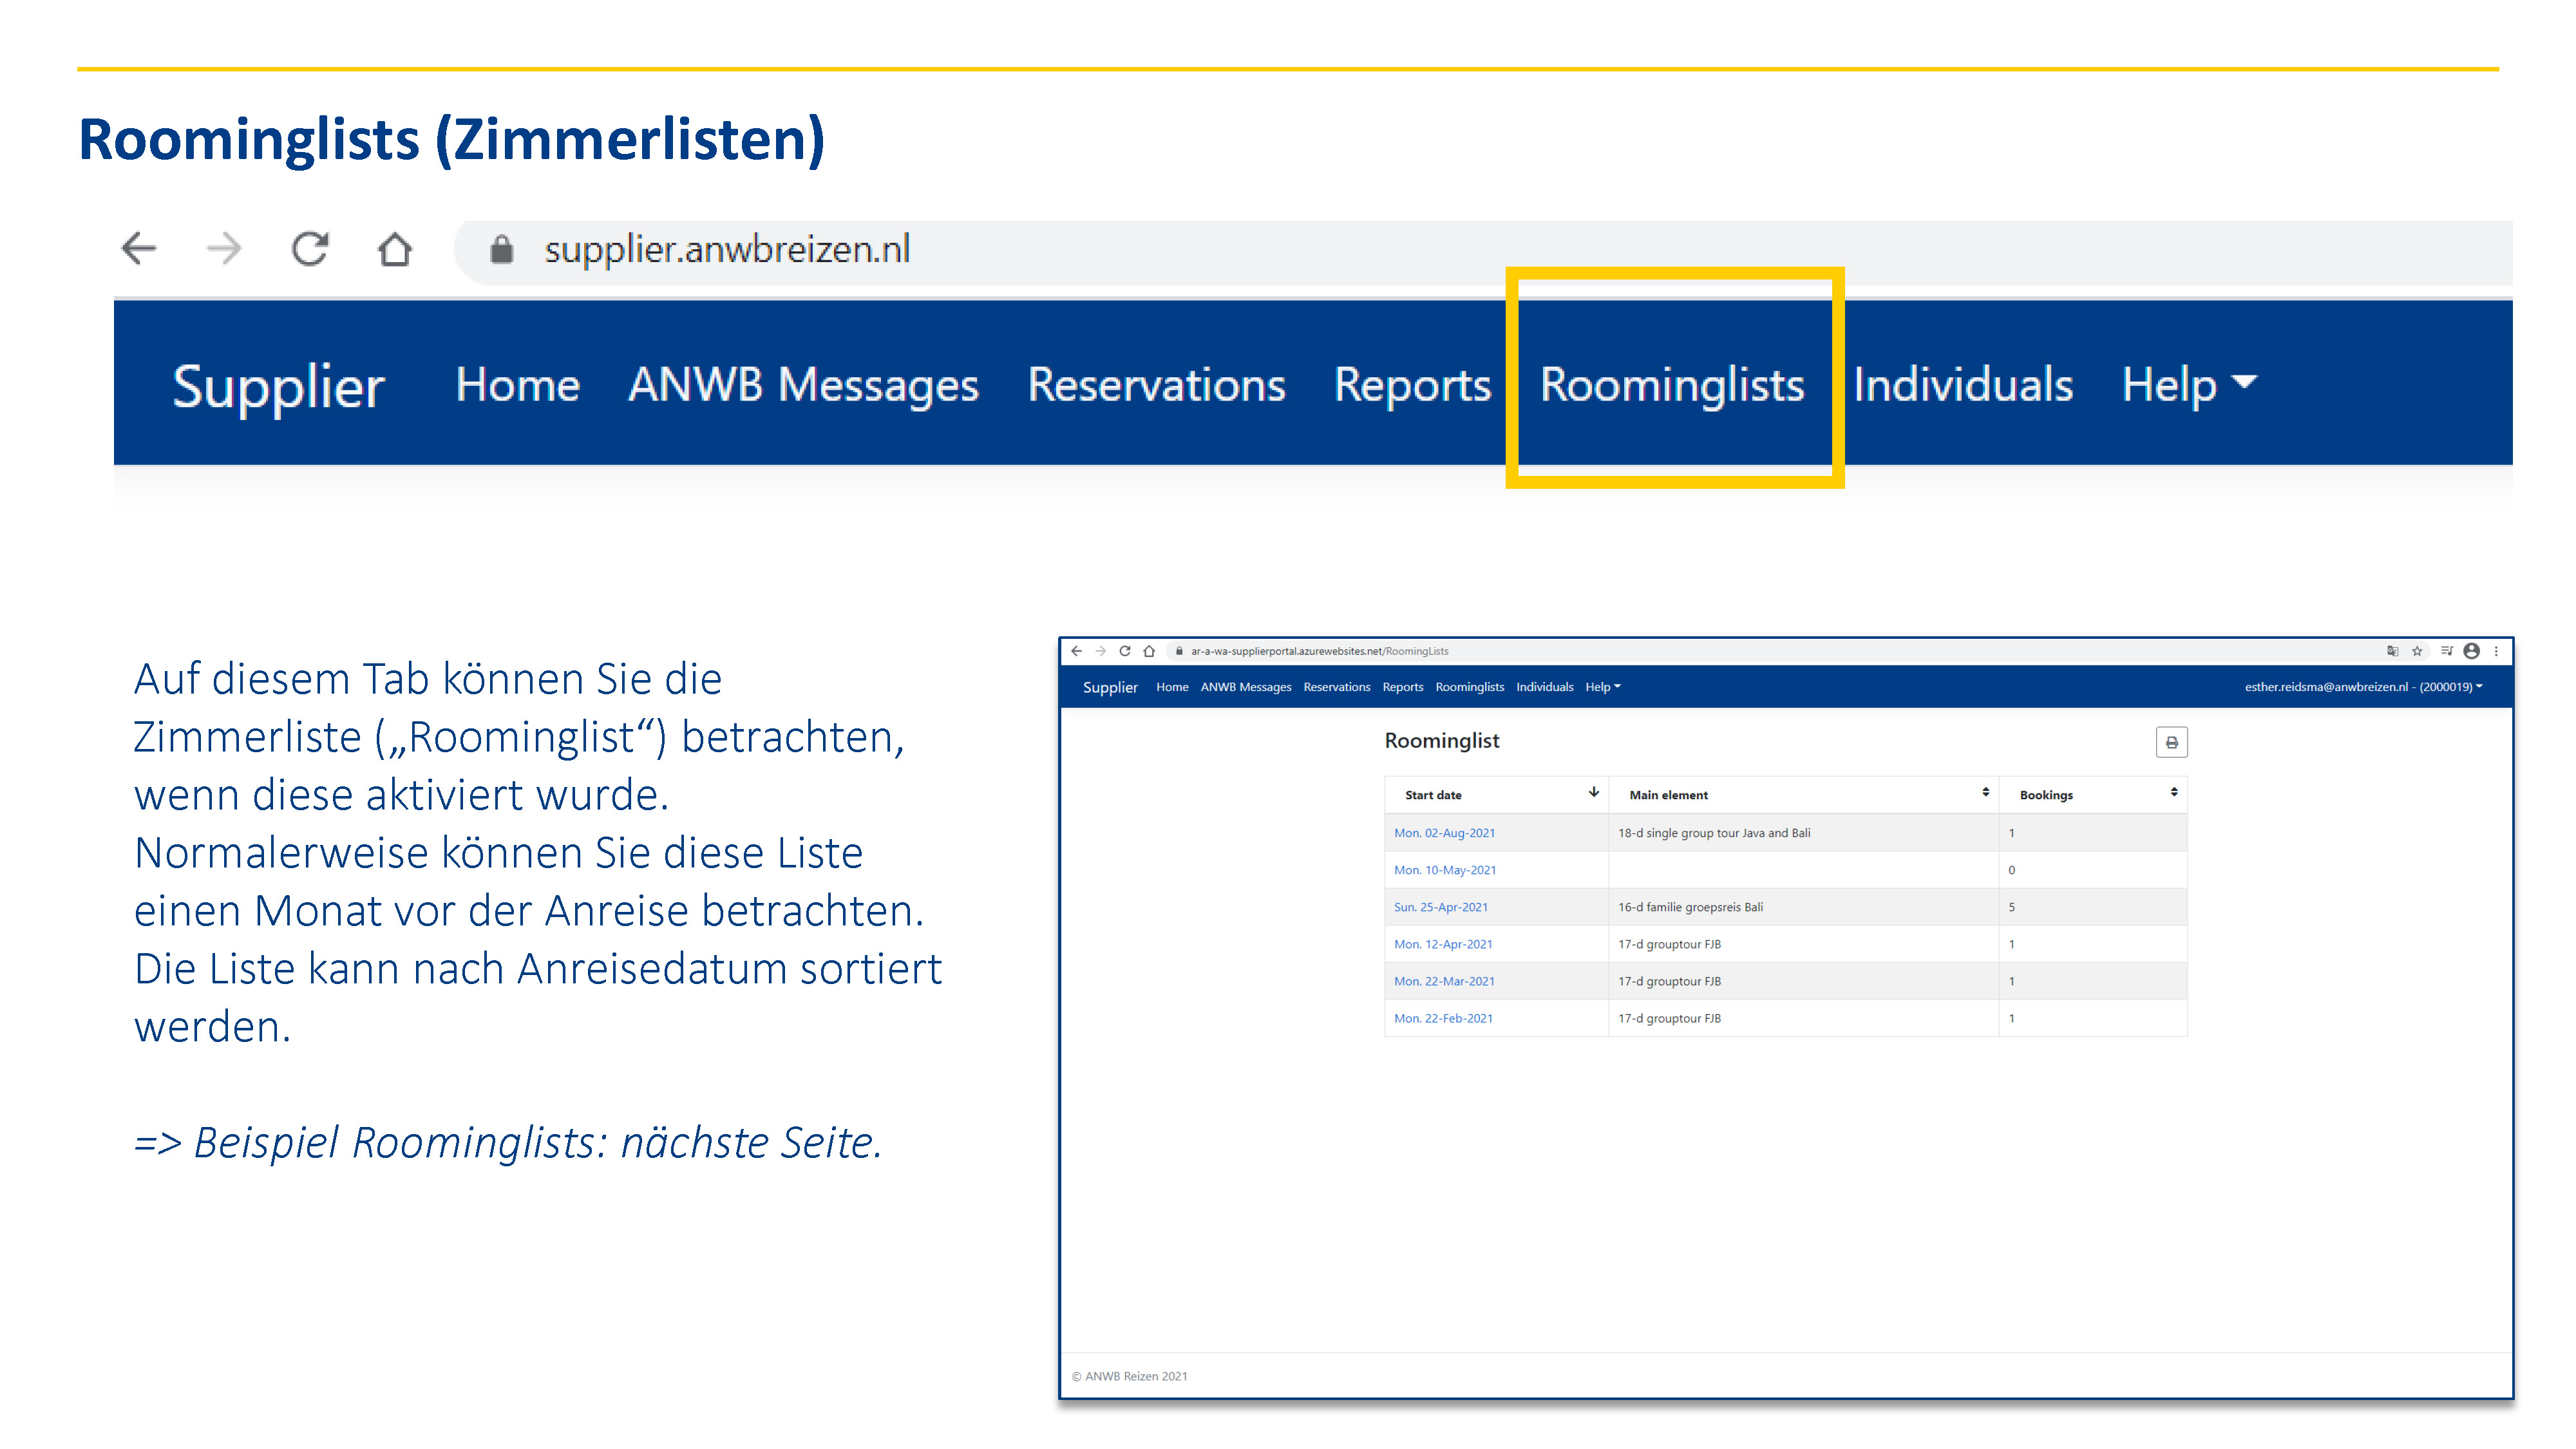 Roominglists (Zimmerlisten)
supplier.anwbreizen.nl
Supplier Home ANWB Messages Reservations Reports Roominglists Individuals Help
Auf diesem Tab können Sie die
Zimmerliste („Roominglist“) betrachten,
wenn diese aktiviert wurde.
Normalerweise können Sie diese Liste
einen Monat vor der Anreise betrachten.
Die Liste kann nach Anreisedatum sortiert
werden.
=> Beispiel Roominglists: nächste Seite.
ar-a-wa-supplierportal.azurewebsites.net/RoomingLists
Supplier Home ANWB Messages Reservations Reports Roominglists Individuals Help esther.reidsma@anwbreizen.nl - (2000019)
Roominglist
Start date Main element Bookings
Mon. 02-Aug-2021 18-d single group tour Java and Bali 1
Mon. 10-May-2021 0
Sun. 25-Apr-2021 16-d familie groepsreis Bali 5
Mon. 12-Apr-2021 17-d grouptour FJB 1
Mon. 22-Mar-2021 17-d grouptour FJB 1
Mon. 22-Feb-2021 17-d grouptour FJB 1
© ANWB Reizen 2021